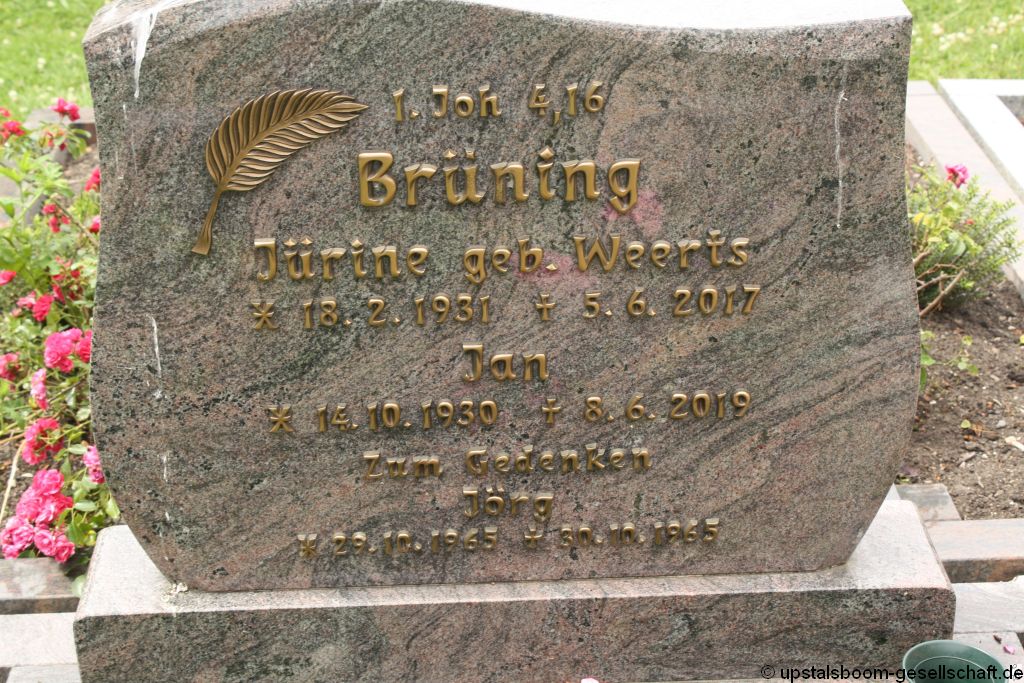 1. Joh 4,16
Brüning
Jürine geb. Weerts
* 18. 2. 1931 † 5. 6. 2017
Jan
* 14. 10. 1930 † 8. 6. 2019
Zum Gedenken
Jörg
* 29. 10. 1965 † 30. 10. 1965
© upstalsboom-gesellschaft.de